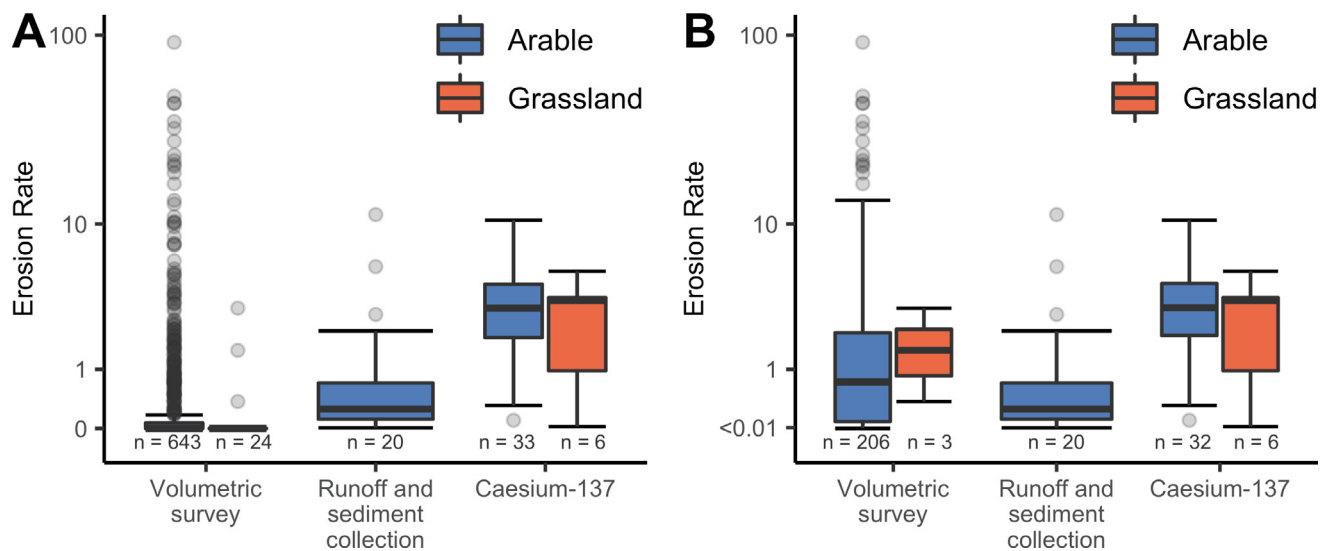 A
Arable
Grassland
Erosion Rate
100
10
1
0
n = 643
n = 24
n = 20
n = 33
n = 6
Volumetric
survey
Runoff and
sediment
collection
Caesium-137
B
Arable
Grassland
Erosion Rate
100
10
1
<0.01
n = 206
n = 3
n = 20
n = 32
n = 6
Volumetric
survey
Runoff and
sediment
collection
Caesium-137